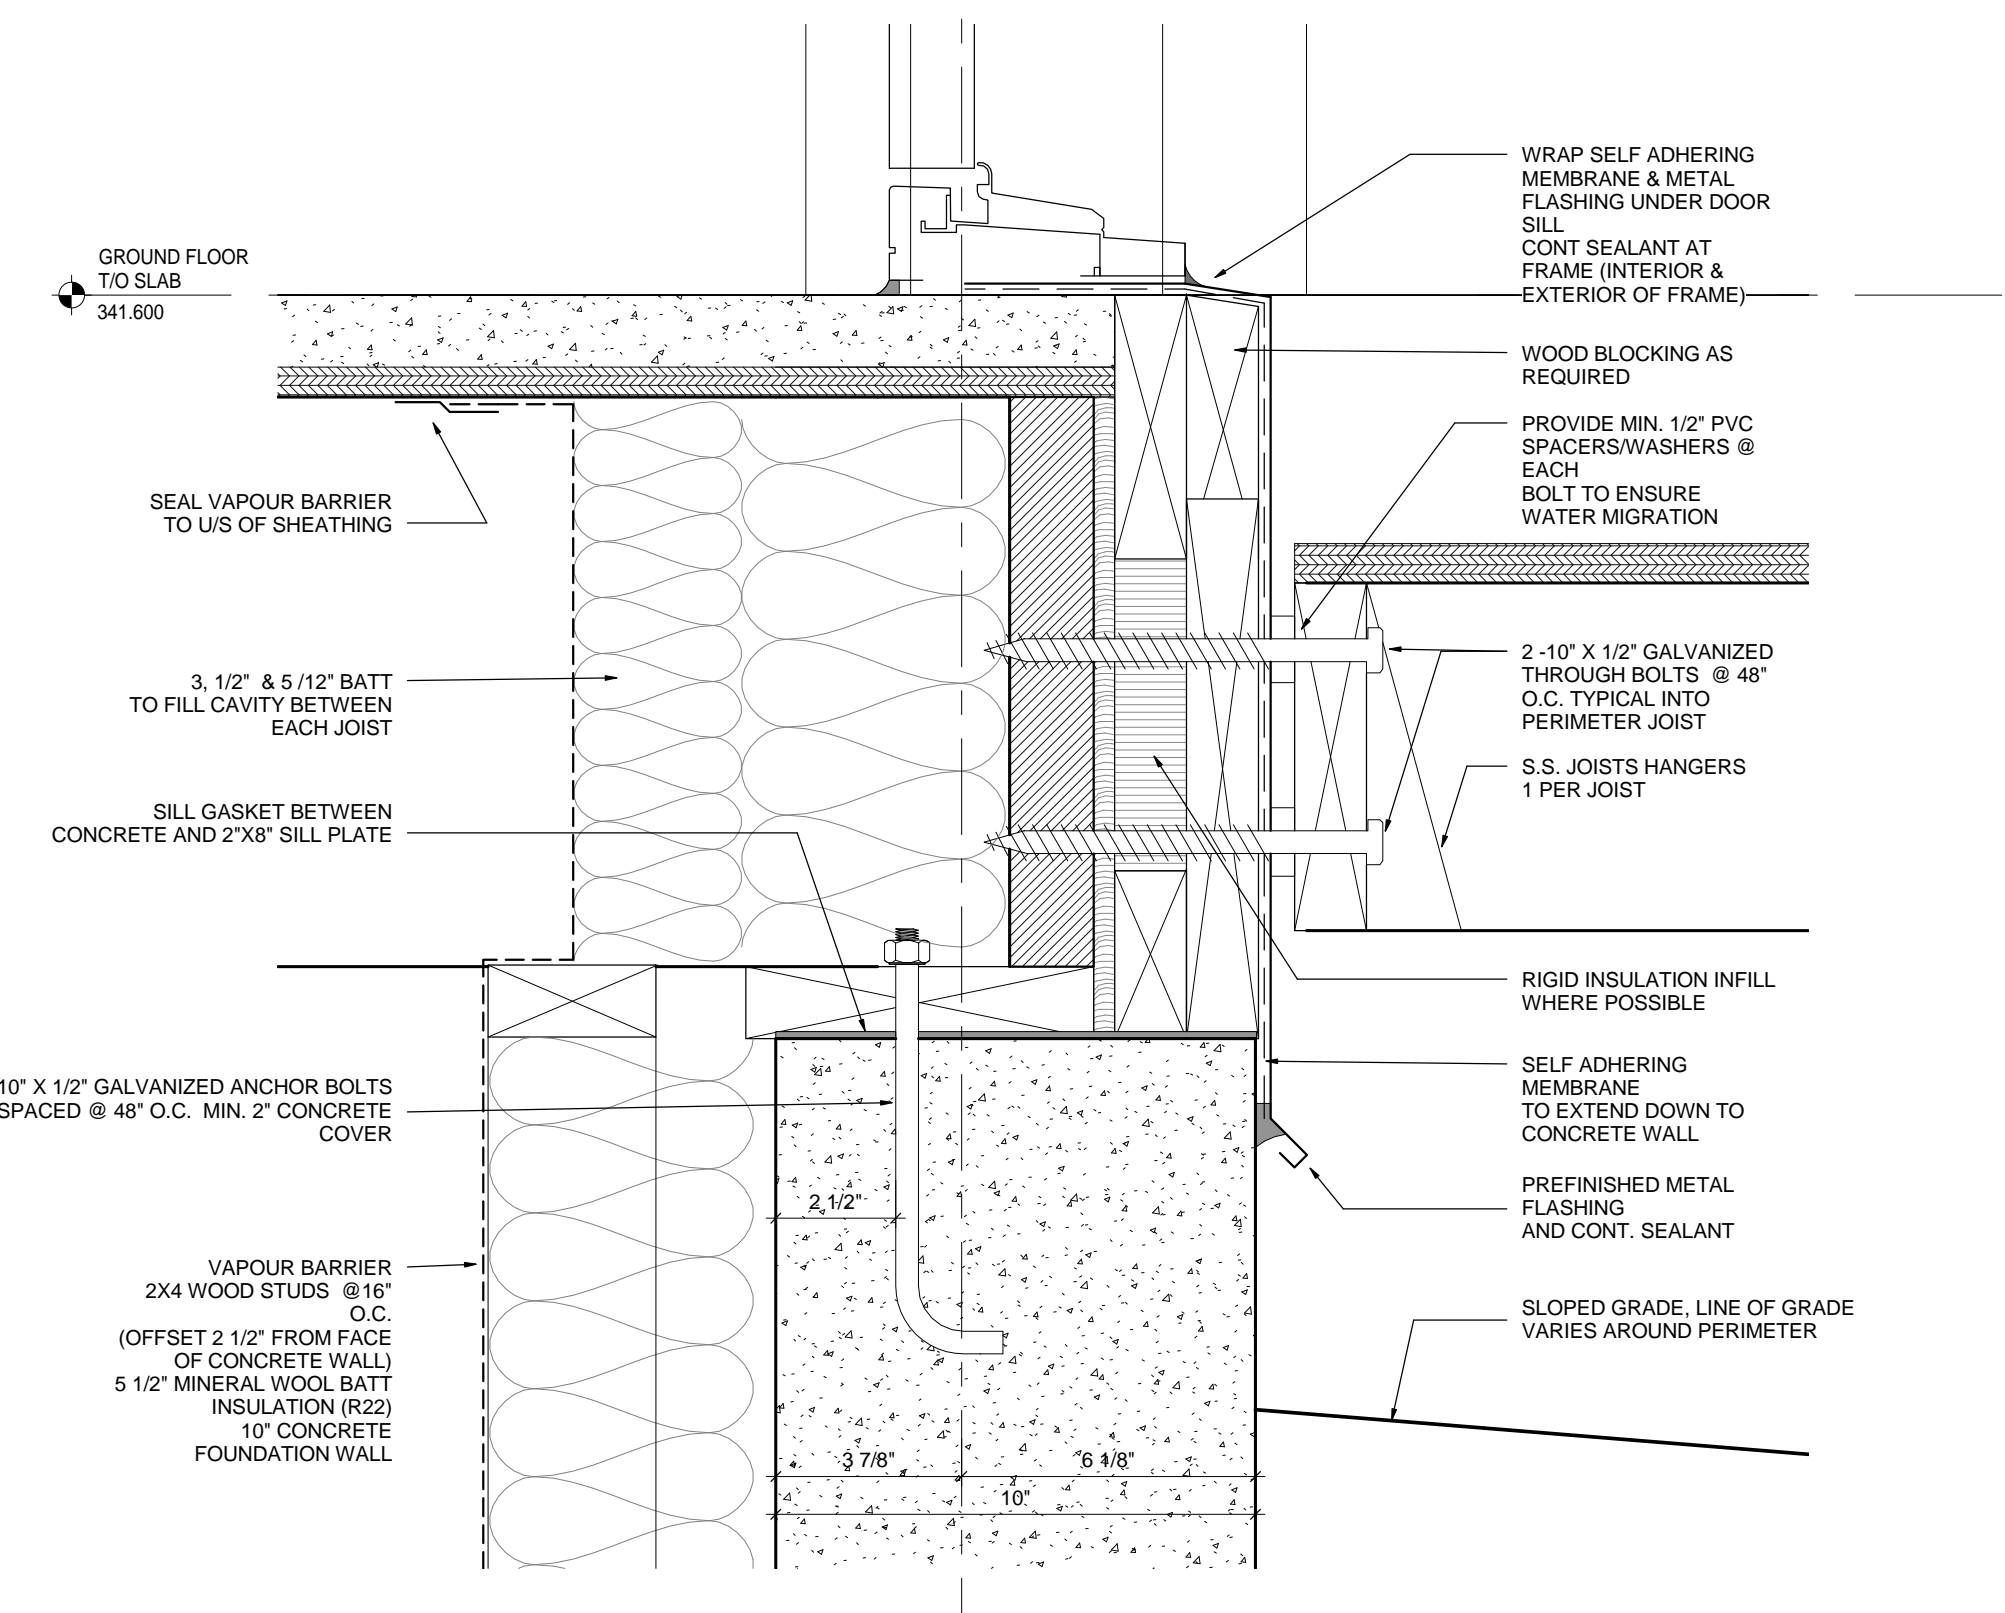 GROUND FLOOR
T/O SLAB
341.600
SEAL VAPOUR BARRIER
TO U/S OF SHEATHING
3, 1/2" & 5 /12" BATT
TO FILL CAVITY BETWEEN
EACH JOIST
SILL GASKET BETWEEN
CONCRETE AND 2"X8" SILL PLATE
10" X 1/2" GALVANIZED ANCHOR BOLTS
SPACED @ 48" O.C. MIN. 2" CONCRETE
COVER
VAPOUR BARRIER
2X4 WOOD STUDS @16"
O.C.
(OFFSET 2 1/2" FROM FACE
OF CONCRETE WALL)
5 1/2" MINERAL WOOL BATT
INSULATION (R22)
10" CONCRETE
FOUNDATION WALL
2 1/2"
3 7/8"
6 1/8"
10"
WRAP SELF ADHERING
MEMBRANE & METAL
FLASHING UNDER DOOR
SILL
CONT SEALANT AT
FRAME (INTERIOR &
EXTERIOR OF FRAME)
WOOD BLOCKING AS
REQUIRED
PROVIDE MIN. 1/2" PVC
SPACERS/WASHERS @
EACH
BOLT TO ENSURE
WATER MIGRATION
2 -10" X 1/2" GALVANIZED
THROUGH BOLTS @ 48"
O.C. TYPICAL INTO
PERIMETER JOIST
S.S. JOISTS HANGERS
1 PER JOIST
RIGID INSULATION INFILL
WHERE POSSIBLE
SELF ADHERING
MEMBRANE
TO EXTEND DOWN TO
CONCRETE WALL
PREFINISHED METAL
FLASHING
AND CONT. SEALANT
SLOPED GRADE, LINE OF GRADE
VARIES AROUND PERIMETER